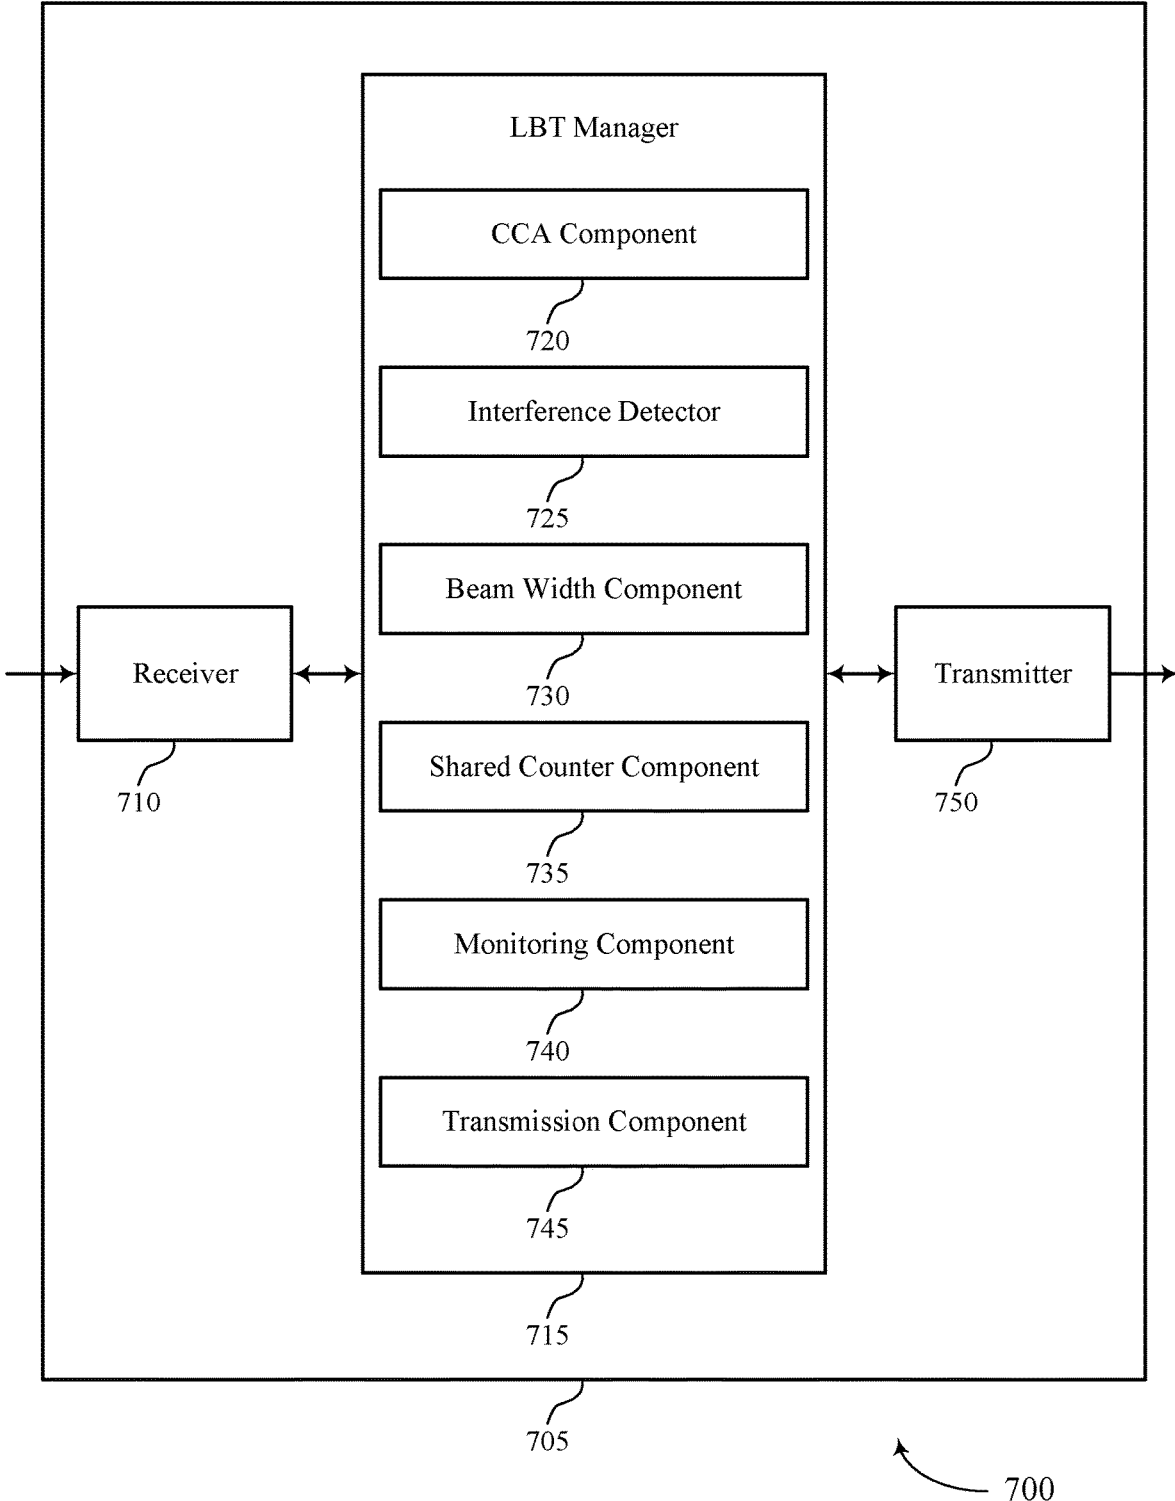 LBT Manager
CCA Component
720
Interference Detector
725
Beam Width Component
730
Receiver
710
Shared Counter Component
735
Transmitter
750
Monitoring Component
740
Transmission Component
745
715
705
700